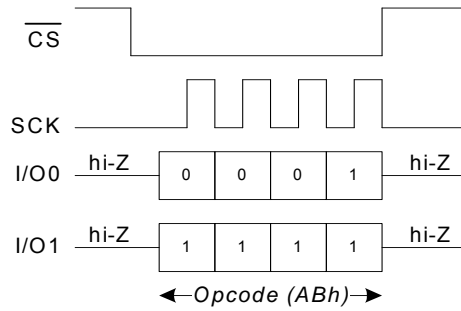 CS
SCK
I/O0 hi-Z 0 0 0 1 hi-Z
I/O1 hi-Z 1 1 1 1 hi-Z
Opcode (ABh)